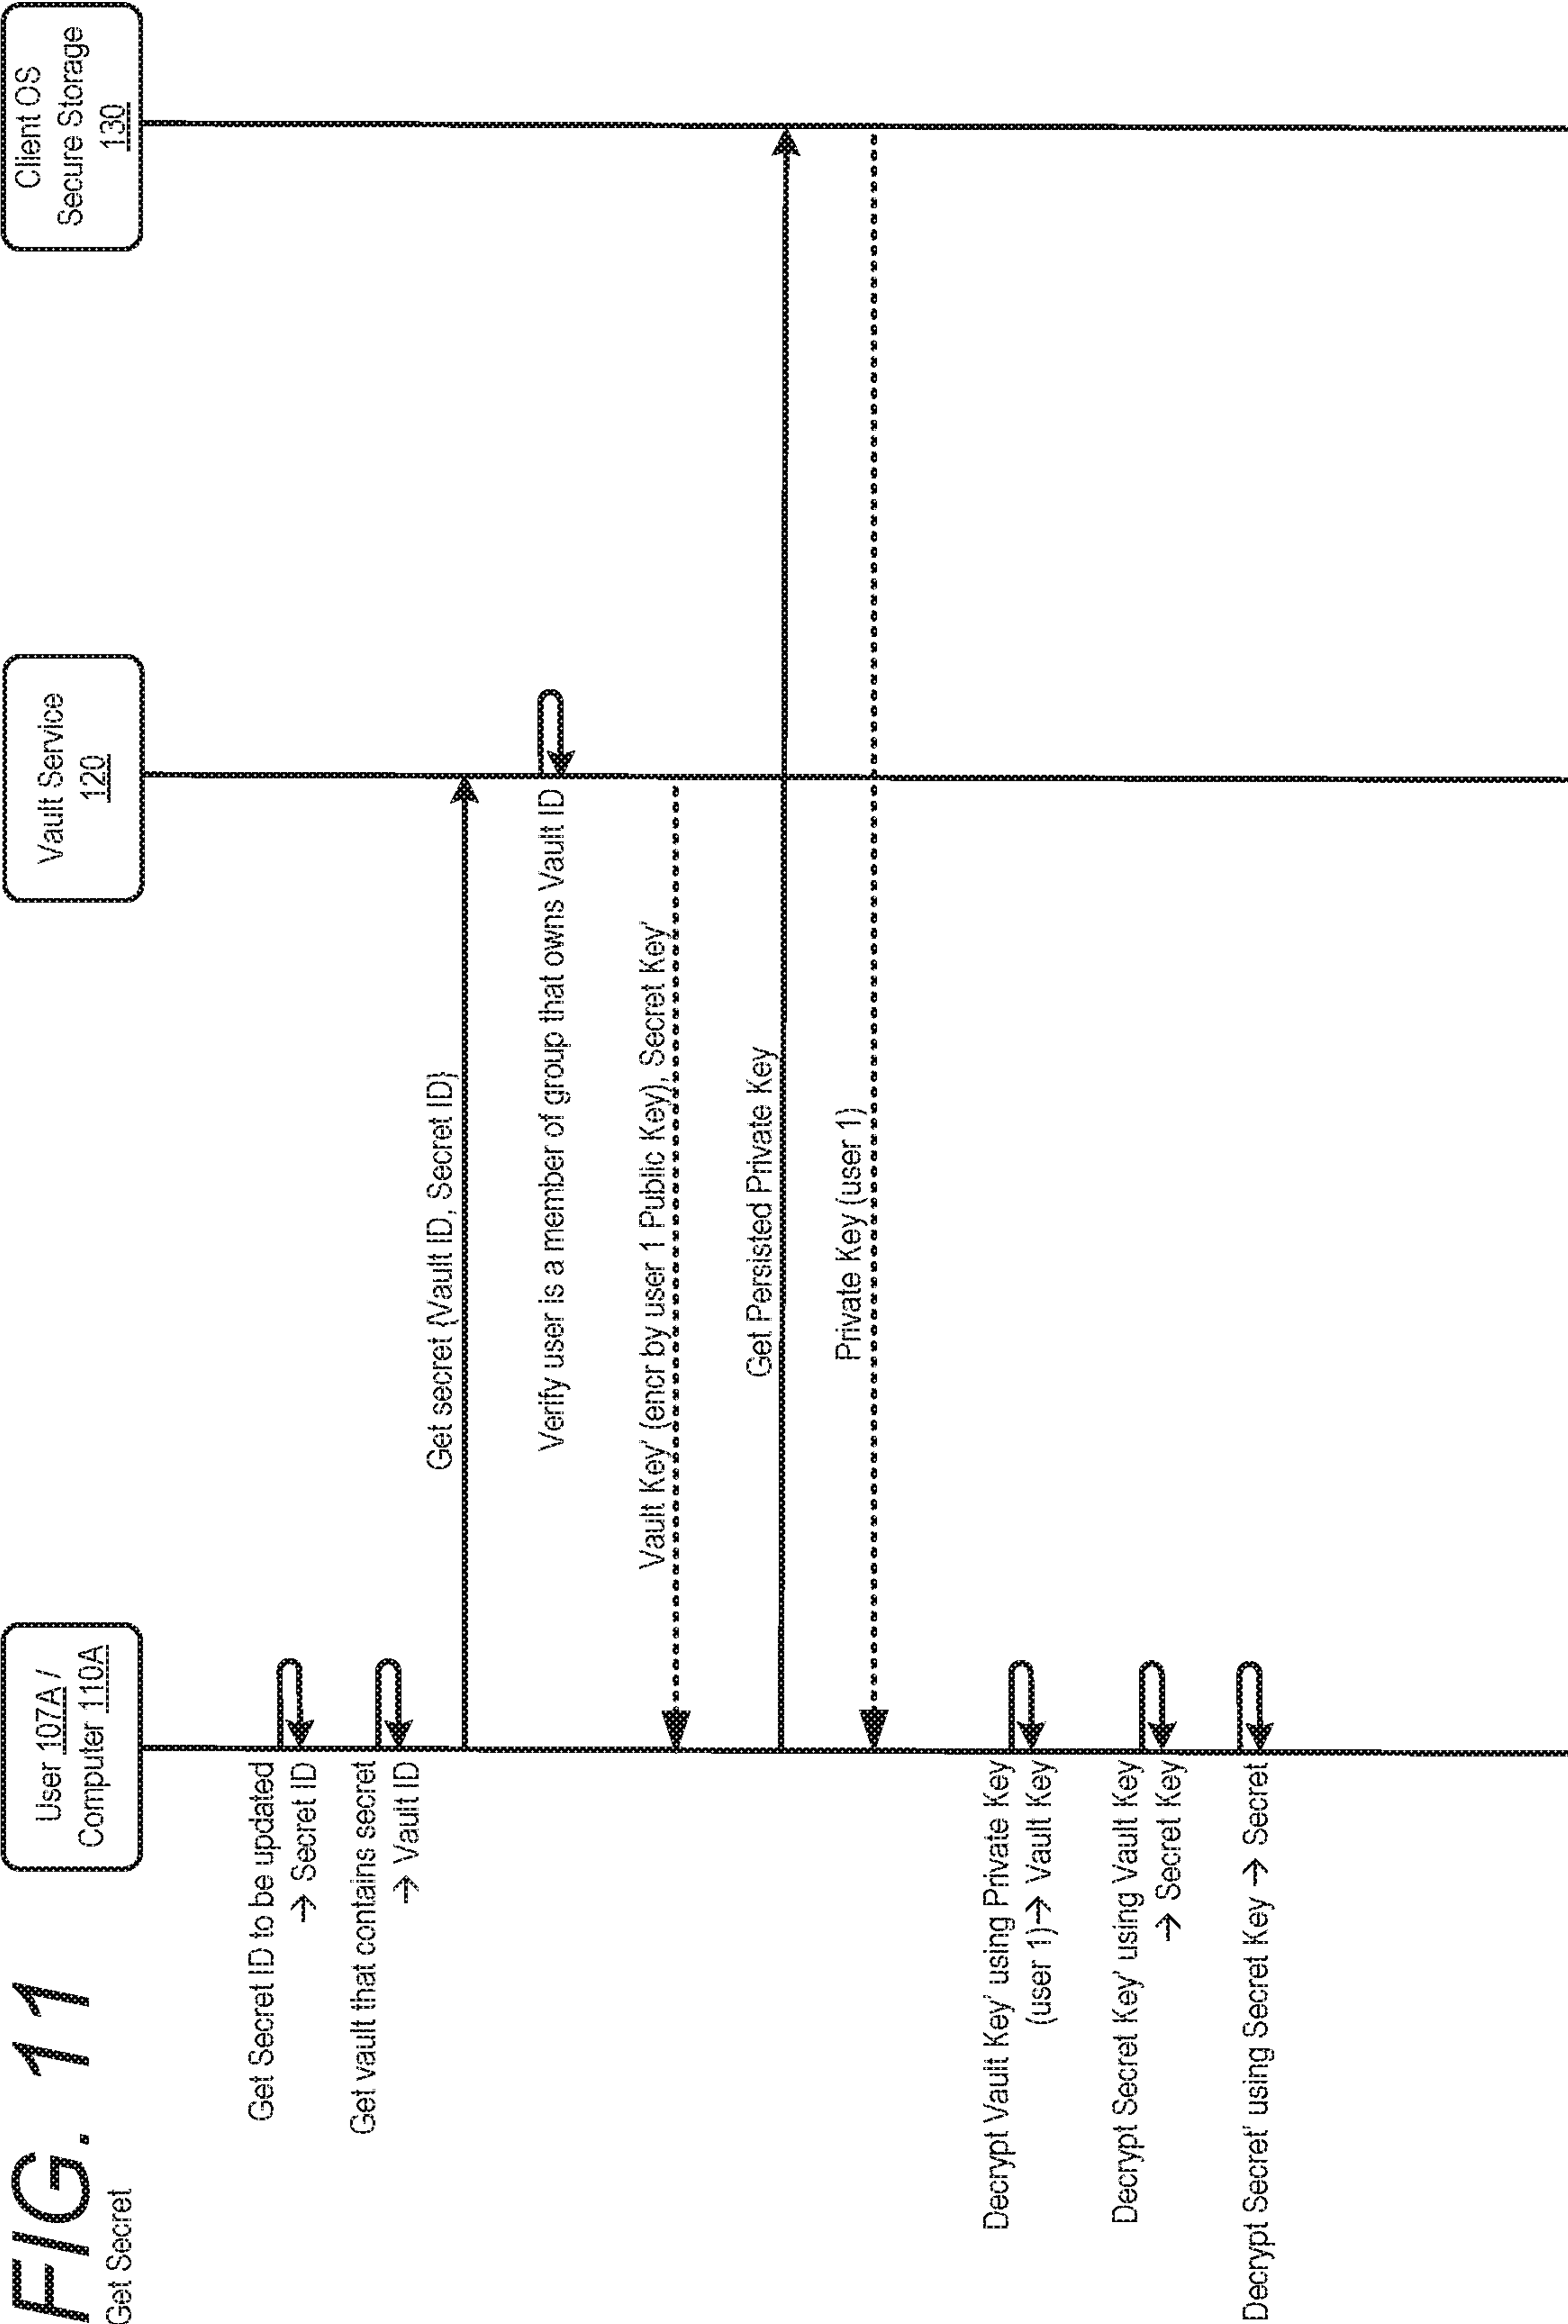 FIG. 11
Get Secret
User 107A /
Computer 110A
Vault Service
120
Client OS
Secure Storage
130
Get Secret ID to be updated
→ Secret ID
Get vault that contains secret
→ Vault ID
Get secret {Vault ID, Secret ID}
Verify user is a member of group that owns Vault ID
Vault Key' (encr by user 1 Public Key), Secret Key'
Get Persisted Private Key
Private Key (user 1)
Decrypt Vault Key' using Private Key
(user 1)→ Vault Key
Decrypt Secret Key' using Vault Key
→ Secret Key
Decrypt Secret' using Secret Key → Secret